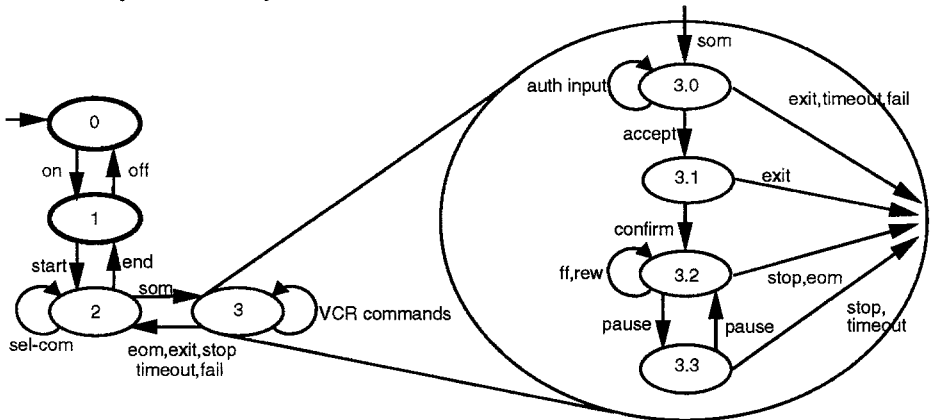 som
auth input
3.0
exit,timeout,fail
accept
0
on
off
3.1
exit
1
confirm
start
end
ff,rew
3.2
stop,eom
som
2
3
VCR commands
sel-com
eom,exit,stop
timeout,fail
pause
pause
stop,
timeout
3.3